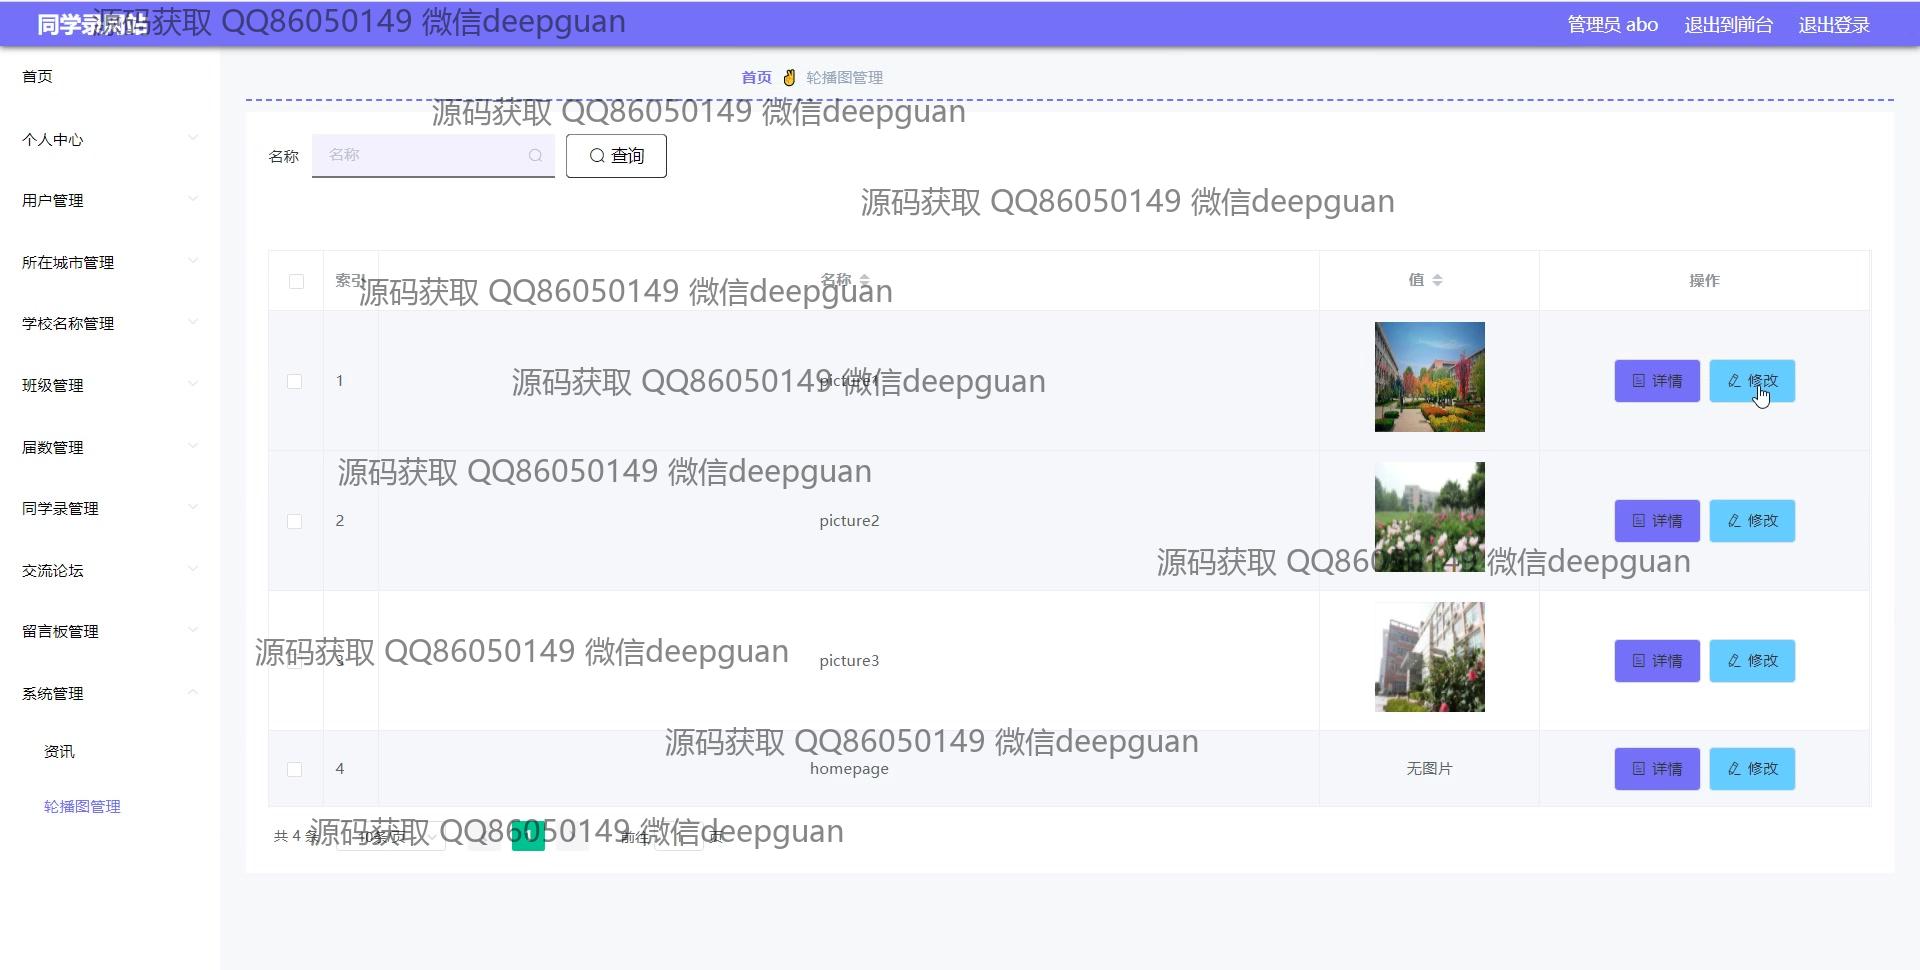 同学录网站
源码获取 QQ86050149 微信deepguan
管理员 abo
退出到前台
退出登录
首页
个人中心
用户管理
所在城市管理
学校名称管理
班级管理
届数管理
同学录管理
交流论坛
留言板管理
系统管理
资讯
轮播图管理
首页 轮播图管理
源码获取 QQ86050149 微信deepguan
名称 名称 查询
源码获取 QQ86050149 微信deepguan
索引 名称 值 操作
源码获取 QQ86050149 微信deepguan
1 picture1 详情 修改
源码获取 QQ86050149 微信deepguan
源码获取 QQ86050149 微信deepguan
2 picture2 详情 修改
源码获取 QQ86050149 微信deepguan
源码获取 QQ86050149 微信deepguan
3 picture3 详情 修改
源码获取 QQ86050149 微信deepguan
4 homepage 无图片 详情 修改
共 4 条 10条/页 1 前往 1 页
源码获取 QQ86050149 微信deepguan